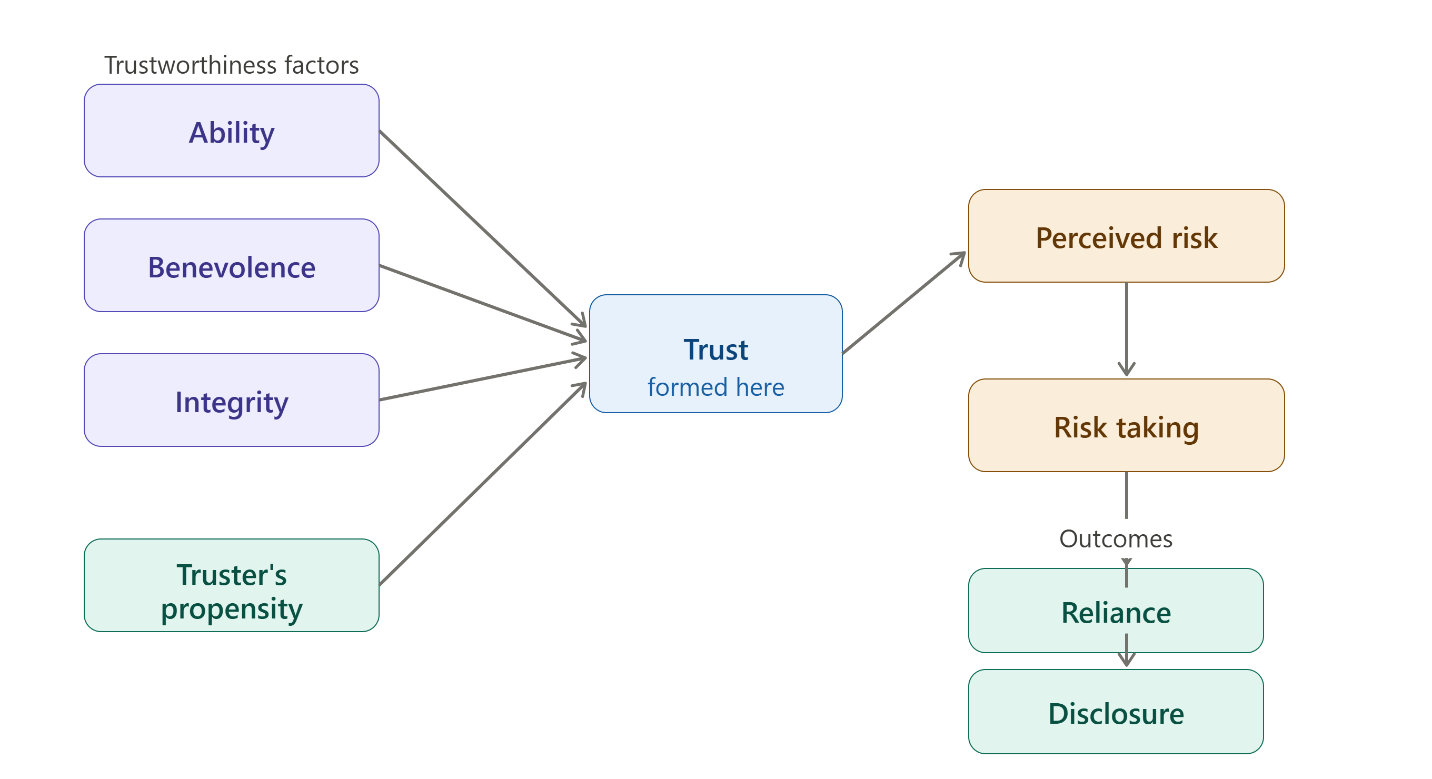 Trustworthiness factors
Ability
Benevolence
Integrity
Truster's
propensity
Trust
formed here
Perceived risk
Risk taking
Outcomes
Reliance
Disclosure